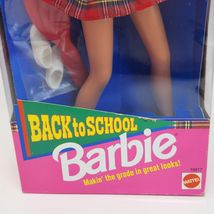 BACK to SCHOOL
Barbie
Makin' the grade in great looks!
MATTEL